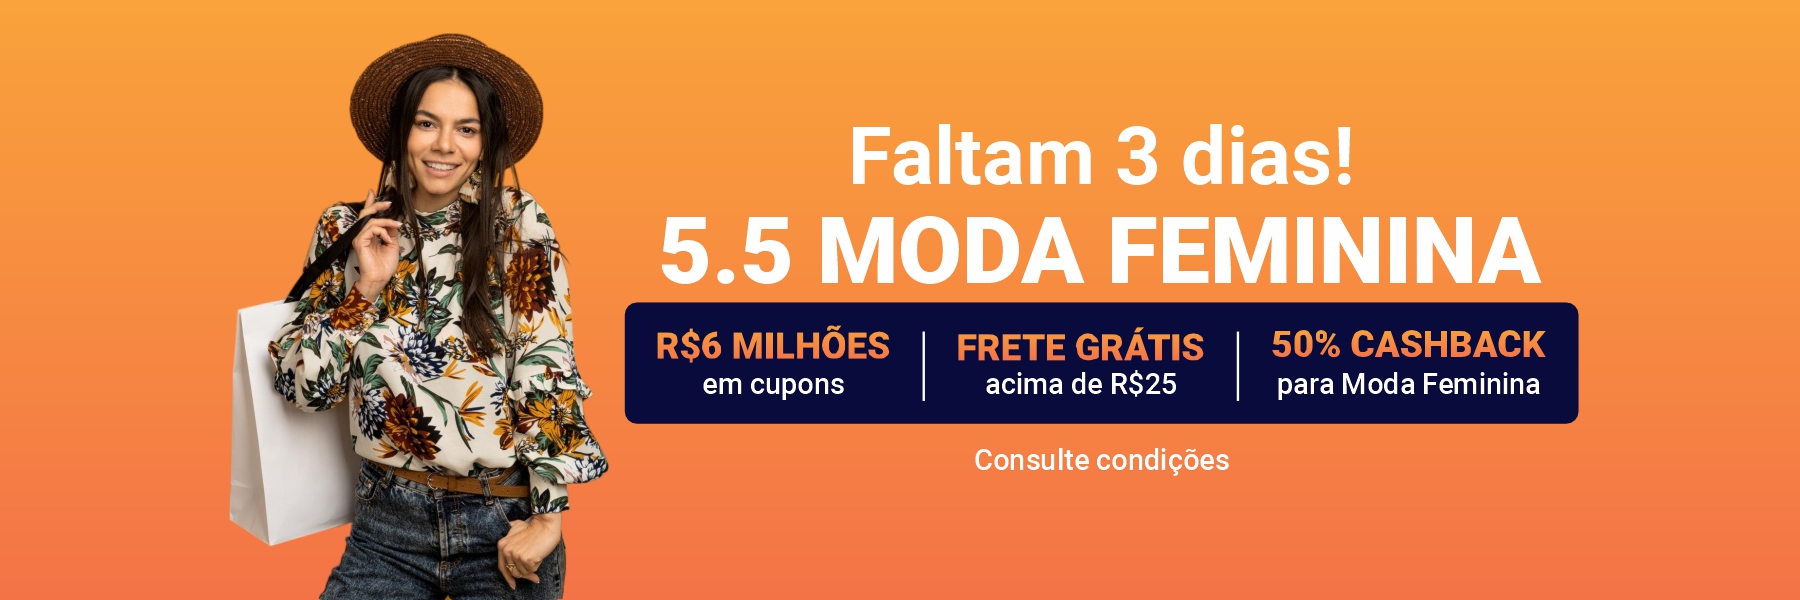 Faltam 3 dias!
5.5 MODA FEMININA
R$6 MILHÕES
em cupons
FRETE GRÁTIS
acima de R$25
50% CASHBACK
para Moda Feminina
Consulte condições